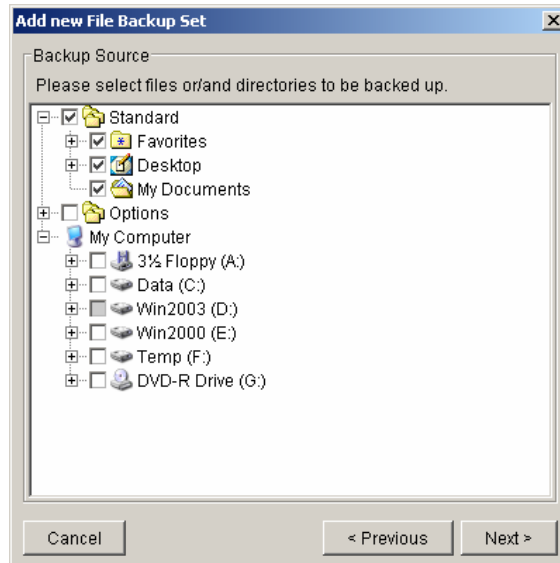 Add new File Backup Set
Backup Source
Please select files or/and directories to be backed up.
Standard
Favorites
Desktop
My Documents
Options
My Computer
3½ Floppy (A:)
Data (C:)
Win2003 (D:)
Win2000 (E:)
Temp (F:)
DVD-R Drive (G:)
Cancel
< Previous
Next >